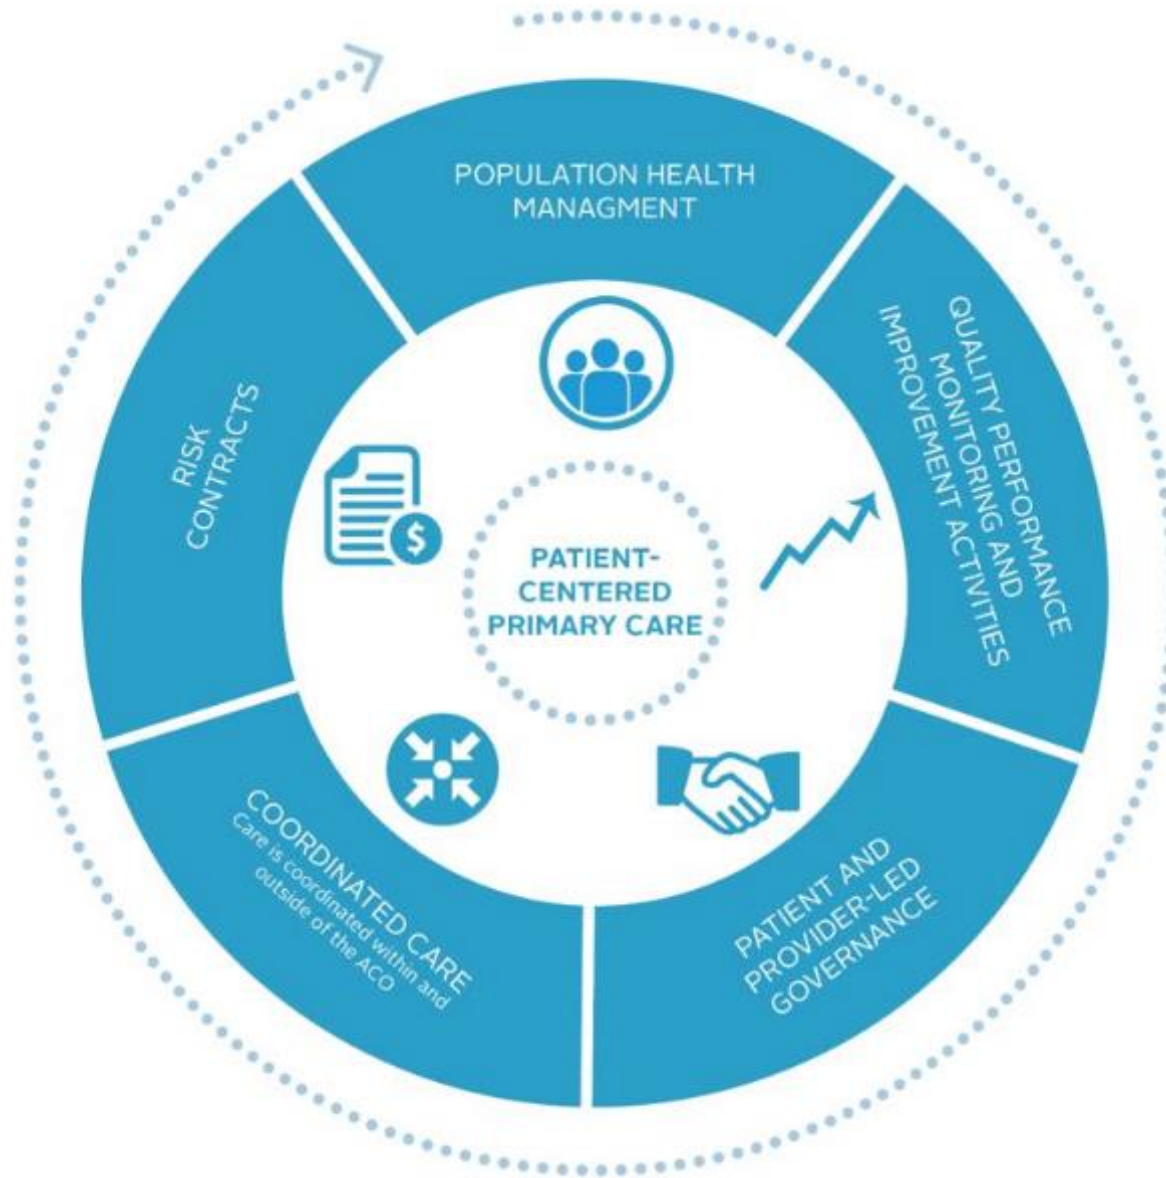 POPULATION HEALTH
MANAGMENT
QUALITY PERFORMANCE
MONITORING AND
IMPROVEMENT ACTIVITIES
PATIENT AND
PROVIDER-LED
GOVERNANCE
COORDINATED CARE
Care is coordinated within and
outside of the ACO
RISK
CONTRACTS
$
PATIENT-
CENTERED
PRIMARY CARE